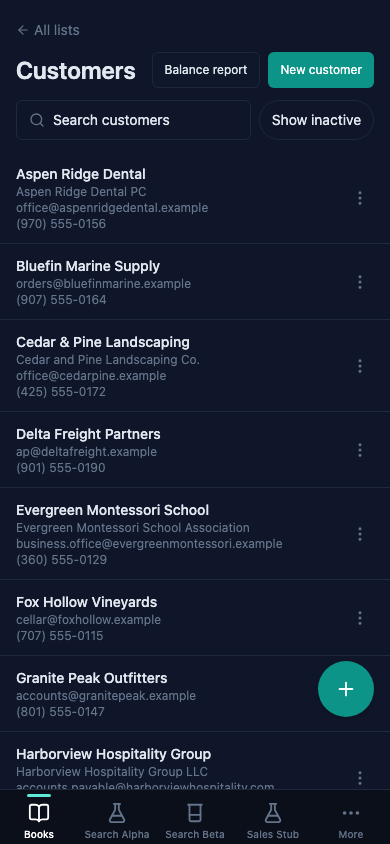 All lists
Customers
Balance report
New customer
Search customers
Show inactive
Aspen Ridge Dental
Aspen Ridge Dental PC
office@aspenridgedental.example
(970) 555-0156
Bluefin Marine Supply
orders@bluefinmarine.example
(907) 555-0164
Cedar & Pine Landscaping
Cedar and Pine Landscaping Co.
office@cedarpine.example
(425) 555-0172
Delta Freight Partners
ap@deltafreight.example
(901) 555-0190
Evergreen Montessori School
Evergreen Montessori School Association
business.office@evergreenmontessori.example
(360) 555-0129
Fox Hollow Vineyards
cellar@foxhollow.example
(707) 555-0115
Granite Peak Outfitters
accounts@granitepeak.example
(801) 555-0147
Harborview Hospitality Group
Harborview Hospitality Group LLC
accounts.payable@harborviewhospitality.com
Books
Search Alpha
Search Beta
Sales Stub
More